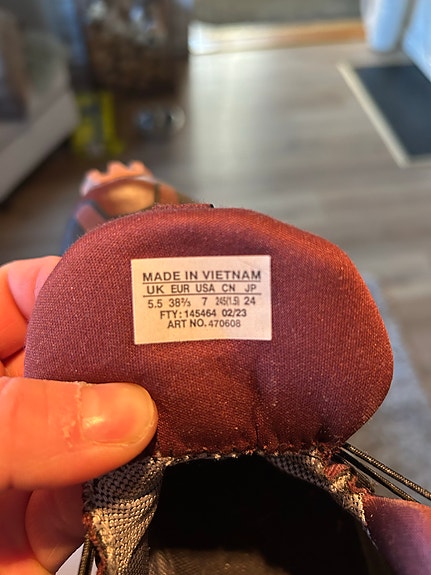 MADE IN VIETNAM
UK EUR USA CN JP
5.5 38⅔ 7 245(1.5) 24
FTY: 145464 02/23
ART NO. 470608